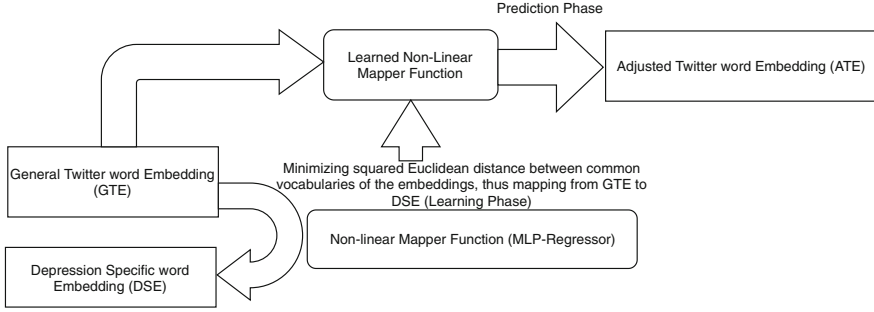 Prediction Phase
Learned Non-Linear
Mapper Function
Adjusted Twitter word Embedding (ATE)
General Twitter word Embedding
(GTE)
Minimizing squared Euclidean distance between common
vocabularies of the embeddings, thus mapping from GTE to
DSE (Learning Phase)
Non-linear Mapper Function (MLP-Regressor)
Depression Specific word
Embedding (DSE)